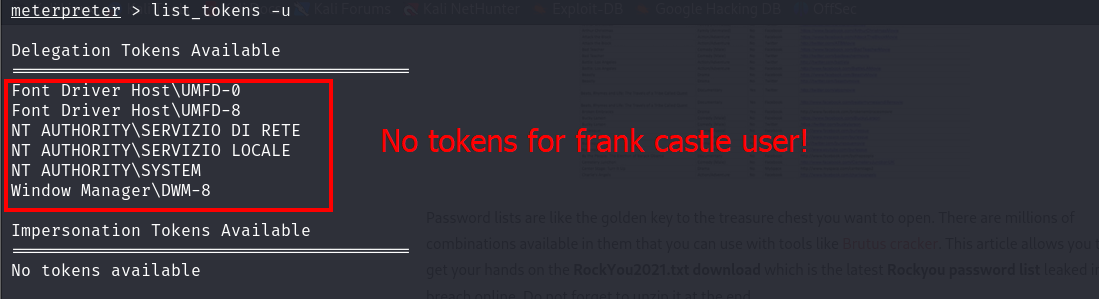 meterpreter > list_tokens -u
Kali Forums Kali NetHunter Exploit-DB Google Hacking DB OffSec
Delegation Tokens Available
========================================
Font Driver Host\UMFD-0
Font Driver Host\UMFD-8
NT AUTHORITY\SERVIZIO DI RETE
NT AUTHORITY\SERVIZIO LOCALE
NT AUTHORITY\SYSTEM
Window Manager\DWM-8
No tokens for frank castle user!
Impersonation Tokens Available
========================================
No tokens available
Password lists are like the golden key to the treasure chest you want to open. There are millions of
combinations available in them that you can use with tools like Brutus cracker. This article allows
get your hands on the RockYou2021.txt download which is the latest Rockyou password list leaked
breach online. Do not forget to unzip it at the end.